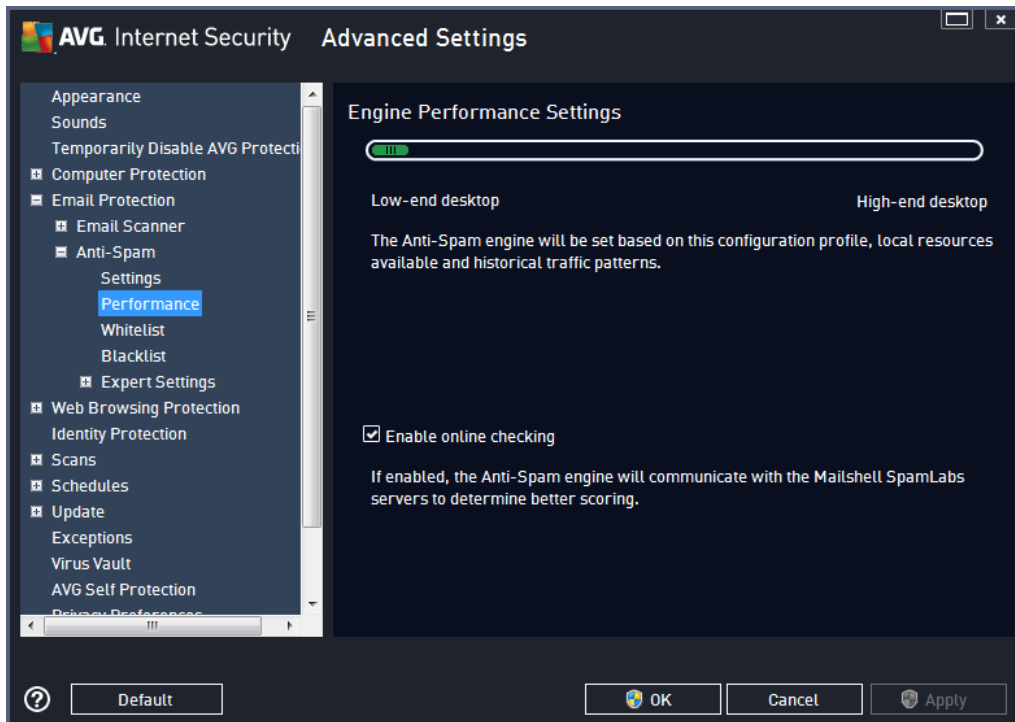 AVG. Internet Security Advanced Settings
Appearance
Sounds
Temporarily Disable AVG Protecti
Computer Protection
Email Protection
Email Scanner
Anti-Spam
Settings
Performance
Whitelist
Blacklist
Expert Settings
Web Browsing Protection
Identity Protection
Scans
Schedules
Update
Exceptions
Virus Vault
AVG Self Protection
Privacy Preferences
Engine Performance Settings
Low-end desktop
High-end desktop
The Anti-Spam engine will be set based on this configuration profile, local resources
available and historical traffic patterns.
Enable online checking
If enabled, the Anti-Spam engine will communicate with the Mailshell SpamLabs
servers to determine better scoring.
? Default OK Cancel Apply